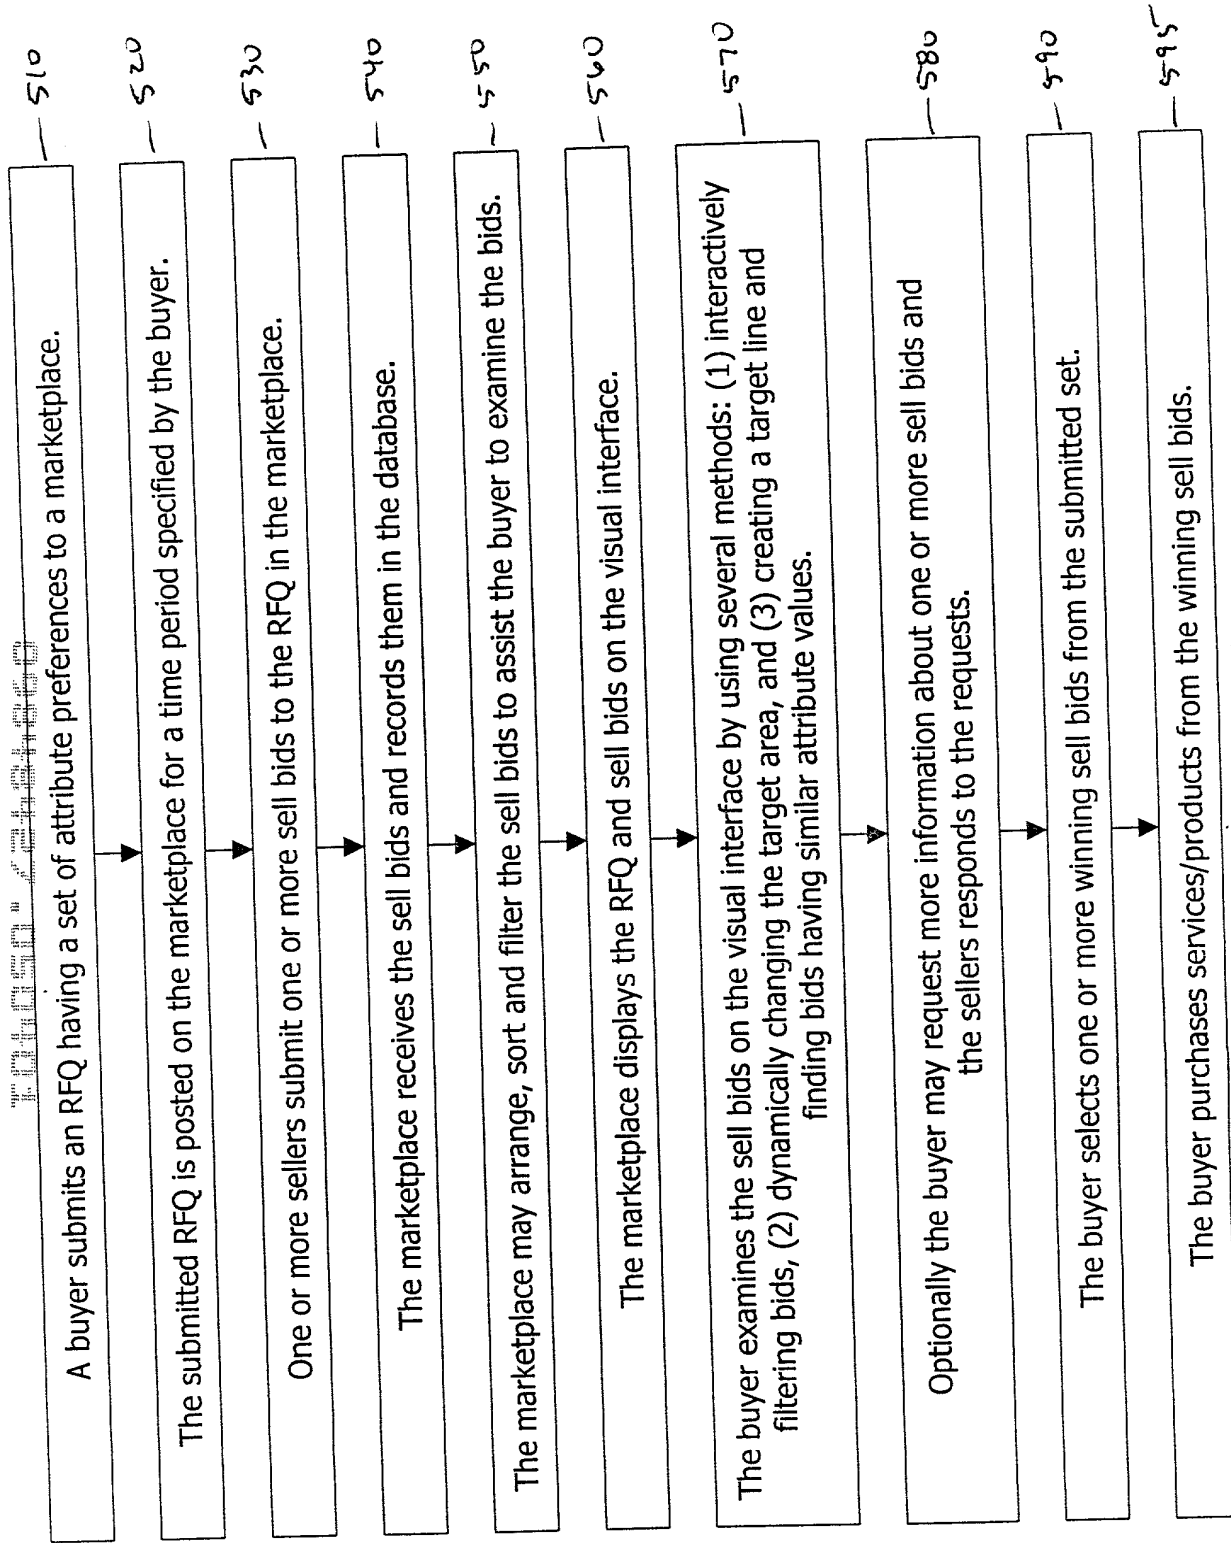 A buyer submits an RFQ having a set of attribute preferences to a marketplace.
510
The submitted RFQ is posted on the marketplace for a time period specified by the buyer.
520
One or more sellers submit one or more sell bids to the RFQ in the marketplace.
530
The marketplace receives the sell bids and records them in the database.
540
The marketplace may arrange, sort and filter the sell bids to assist the buyer to examine the bids.
550
The marketplace displays the RFQ and sell bids on the visual interface.
560
The buyer examines the sell bids on the visual interface by using several methods: (1) interactively
filtering bids, (2) dynamically changing the target area, and (3) creating a target line and
finding bids having similar attribute values.
570
Optionally the buyer may request more information about one or more sell bids and
the sellers responds to the requests.
580
The buyer selects one or more winning sell bids from the submitted set.
590
The buyer purchases services/products from the winning sell bids.
595